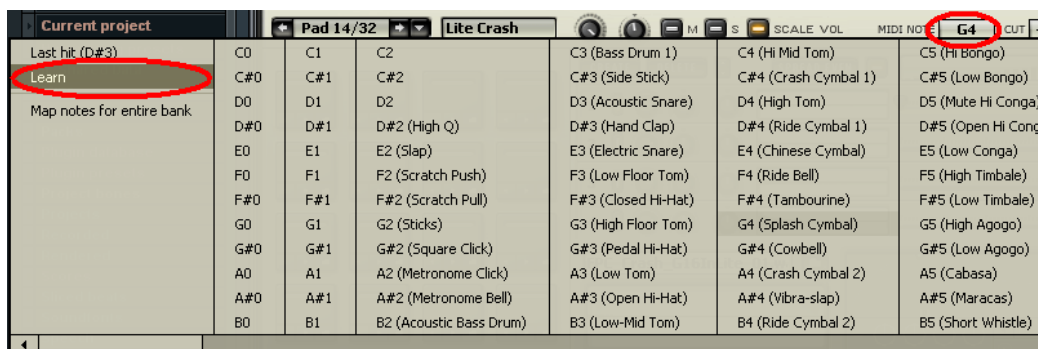 Current project
Pad 14/32 Lite Crash M S SCALE VOL MIDI NOTE G4 CUT
Last hit (D#3) C0 C1 C2 C3 (Bass Drum 1) C4 (Hi Mid Tom) C5 (Hi Bongo)
Learn C#0 C#1 C#2 C#3 (Side Stick) C#4 (Crash Cymbal 1) C#5 (Low Bongo)
Map notes for entire bank D0 D1 D2 D3 (Acoustic Snare) D4 (High Tom) D5 (Mute Hi Conga)
D#0 D#1 D#2 (High Q) D#3 (Hand Clap) D#4 (Ride Cymbal 1) D#5 (Open Hi Cong
E0 E1 E2 (Slap) E3 (Electric Snare) E4 (Chinese Cymbal) E5 (Low Conga)
F0 F1 F2 (Scratch Push) F3 (Low Floor Tom) F4 (Ride Bell) F5 (High Timbale)
F#0 F#1 F#2 (Scratch Pull) F#3 (Closed Hi-Hat) F#4 (Tambourine) F#5 (Low Timbale)
G0 G1 G2 (Sticks) G3 (High Floor Tom) G4 (Splash Cymbal) G5 (High Agogo)
G#0 G#1 G#2 (Square Click) G#3 (Pedal Hi-Hat) G#4 (Cowbell) G#5 (Low Agogo)
A0 A1 A2 (Metronome Click) A3 (Low Tom) A4 (Crash Cymbal 2) A5 (Cabasa)
A#0 A#1 A#2 (Metronome Bell) A#3 (Open Hi-Hat) A#4 (Vibra-slap) A#5 (Maracas)
B0 B1 B2 (Acoustic Bass Drum) B3 (Low-Mid Tom) B4 (Ride Cymbal 2) B5 (Short Whistle)